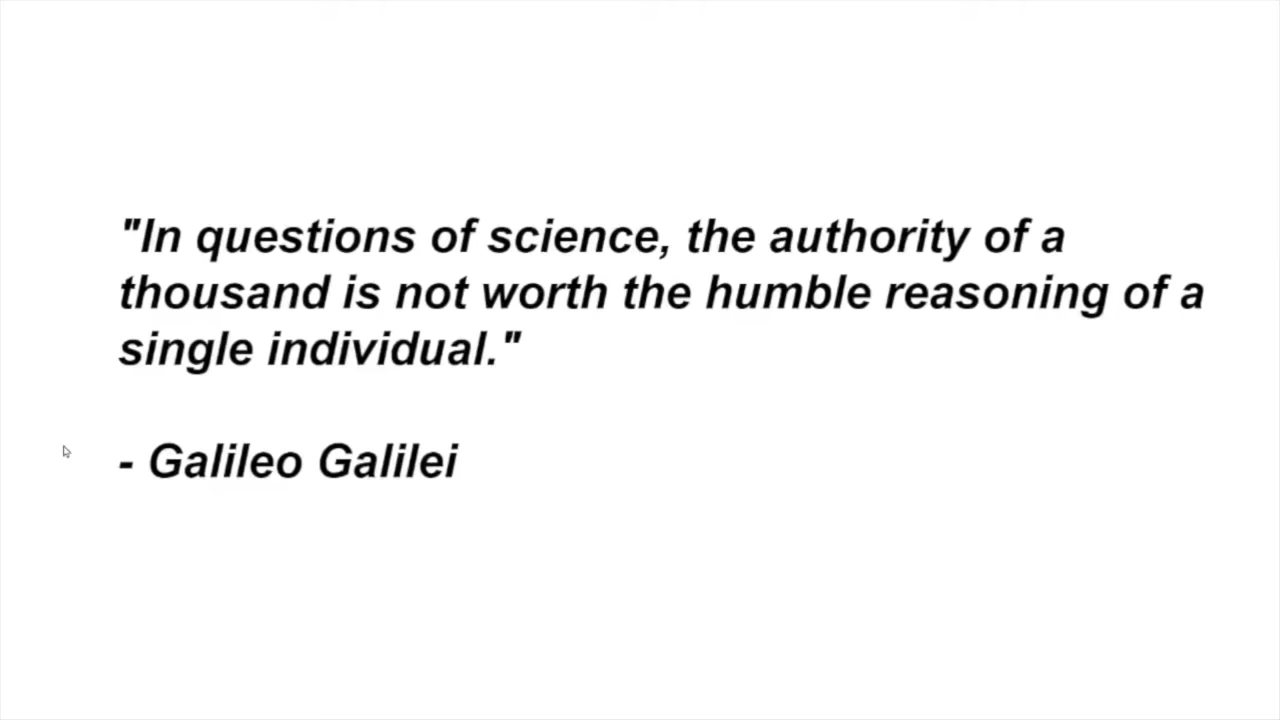 "In questions of science, the authority of a
thousand is not worth the humble reasoning of a
single individual."
- Galileo Galilei